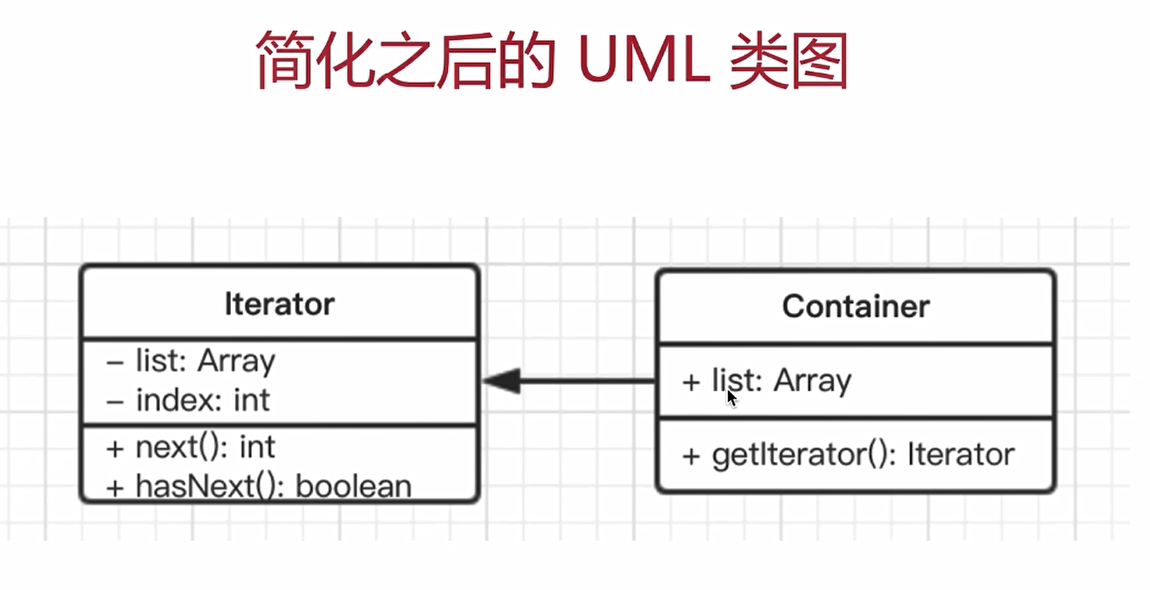 简化之后的 UML 类图
Iterator
– list: Array
– index: int
+ next(): int
+ hasNext(): boolean
Container
+ list: Array
+ getIterator(): Iterator